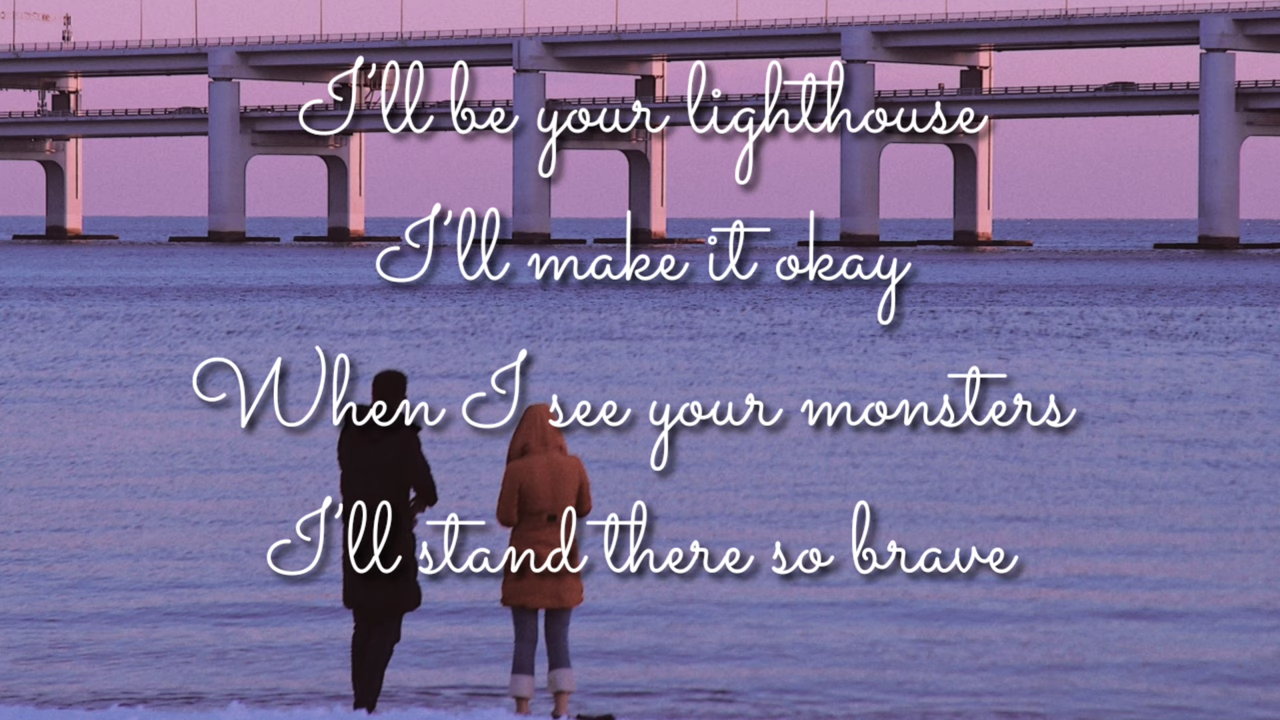 I'll be your lighthouse
I'll make it okay
When I see your monsters
I'll stand there so brave